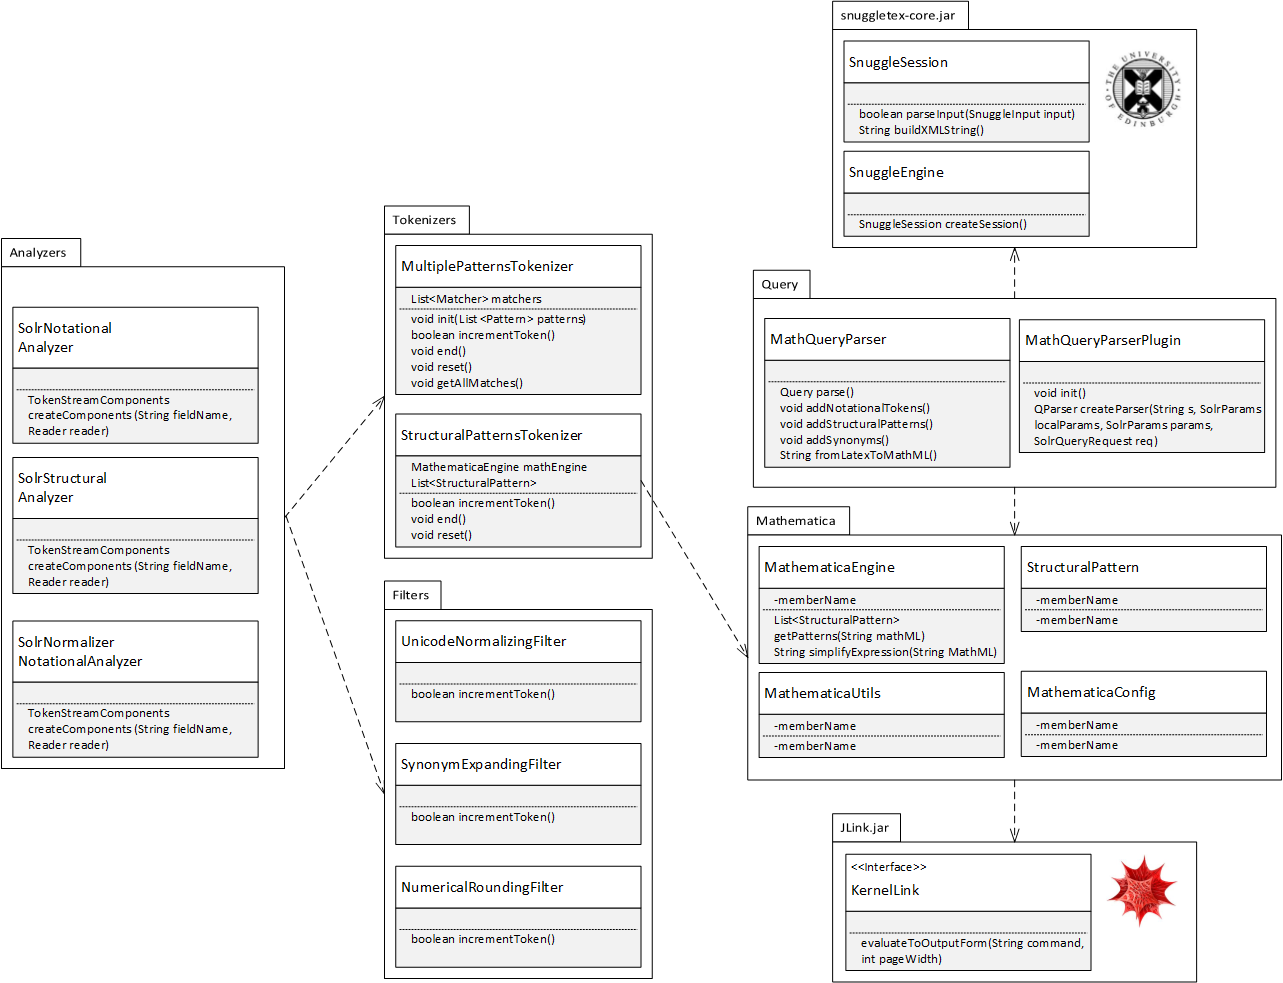 snuggletex-core.jar
SnuggleSession
boolean parseInput(SnuggleInput input)
String buildXMLString()
SnuggleEngine
SnuggleSession createSession()
THE UNIVERSITY OF EDINBURGH
Analyzers
SolrNotational
Analyzer
TokenStreamComponents
createComponents(String fieldName,
Reader reader)
SolrStructural
Analyzer
TokenStreamComponents
createComponents(String fieldName,
Reader reader)
SolrNormalizer
NotationalAnalyzer
TokenStreamComponents
createComponents(String fieldName,
Reader reader)
Tokenizers
MultiplePatternsTokenizer
List<Matcher> matchers
void init(List <Pattern> patterns)
boolean incrementToken()
void end()
void reset()
void getAllMatches()
StructuralPatternsTokenizer
MathematicaEngine mathEngine
List<StructuralPattern>
boolean incrementToken()
void end()
void reset()
Filters
UnicodeNormalizingFilter
boolean incrementToken()
SynonymExpandingFilter
boolean incrementToken()
NumericalRoundingFilter
boolean incrementToken()
Query
MathQueryParser
Query parse()
void addNotationalTokens()
void addStructuralPatterns()
void addSynonyms()
String fromLatexToMathML()
MathQueryParserPlugin
void init()
QParser createParser(String s, SolrParams
localParams, SolrParams params,
SolrQueryRequest req)
Mathematica
MathematicaEngine
-memberName
List<StructuralPattern>
getPatterns(String mathML)
String simplifyExpression(String MathML)
StructuralPattern
-memberName
-memberName
MathematicaUtils
-memberName
-memberName
MathematicaConfig
-memberName
-memberName
JLink.jar
<<Interface>>
KernelLink
evaluateToOutputForm(String command,
int pageWidth)